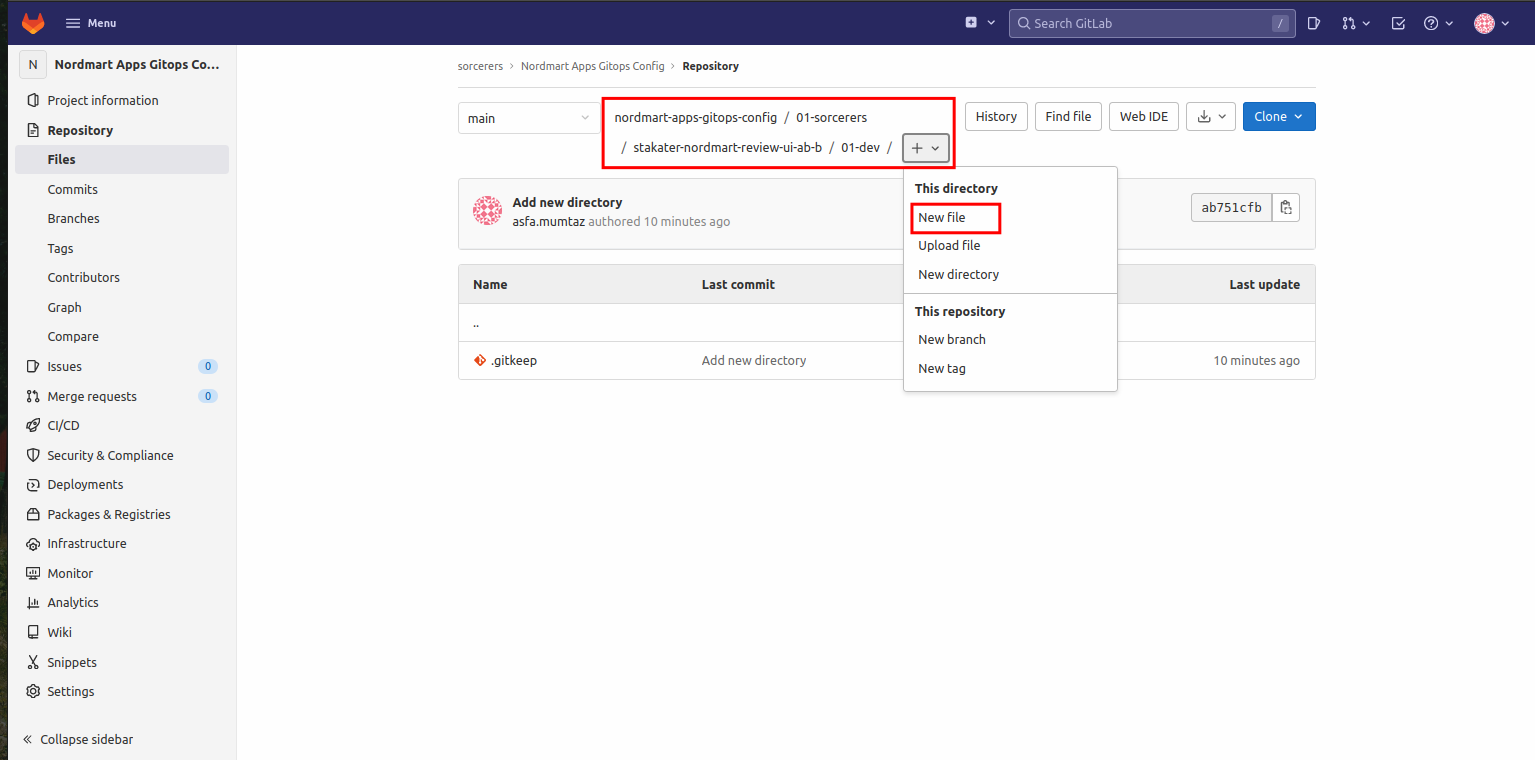 Menu
Search GitLab /
N Nordmart Apps Gitops Co...
Project information
Repository
Files
Commits
Branches
Tags
Contributors
Graph
Compare
Issues 0
Merge requests 0
CI/CD
Security & Compliance
Deployments
Packages & Registries
Infrastructure
Monitor
Analytics
Wiki
Snippets
Settings
« Collapse sidebar
sorcerers › Nordmart Apps Gitops Config › Repository
main
nordmart-apps-gitops-config / 01-sorcerers
/ stakater-nordmart-review-ui-ab-b / 01-dev / +
History Find file Web IDE Clone
Add new directory
asfa.mumtaz authored 10 minutes ago
ab751cfb
This directory
New file
Upload file
New directory
This repository
New branch
New tag
Name Last commit Last update
..
.gitkeep Add new directory 10 minutes ago